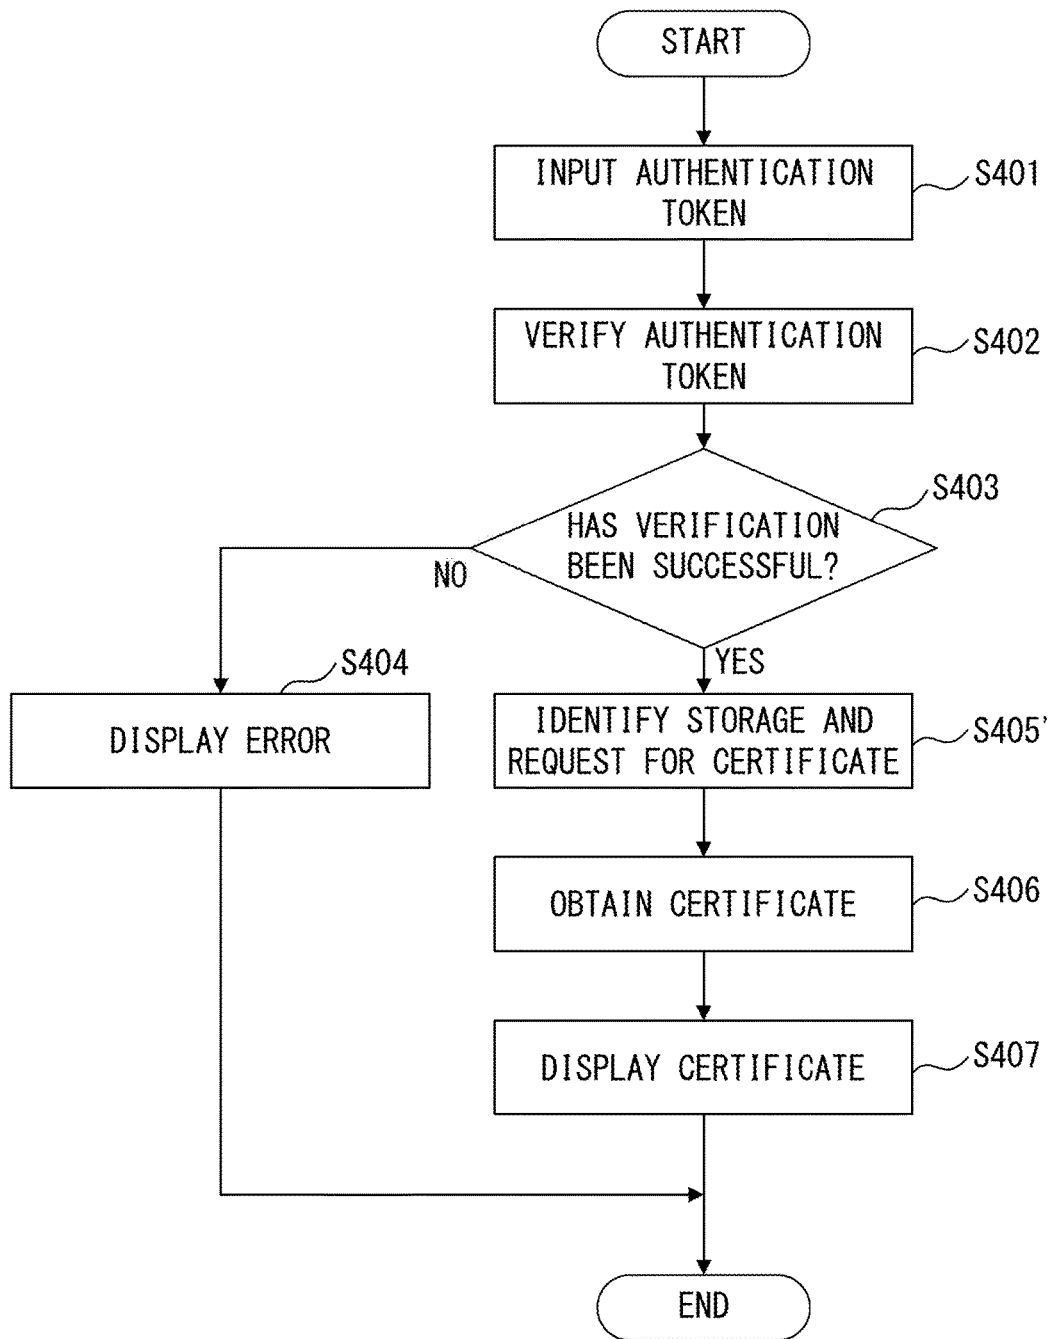 START
INPUT AUTHENTICATION
TOKEN
S401
VERIFY AUTHENTICATION
TOKEN
S402
HAS VERIFICATION
BEEN SUCCESSFUL?
S403
NO
YES
S404
DISPLAY ERROR
IDENTIFY STORAGE AND
REQUEST FOR CERTIFICATE
S405'
OBTAIN CERTIFICATE
S406
DISPLAY CERTIFICATE
S407
END